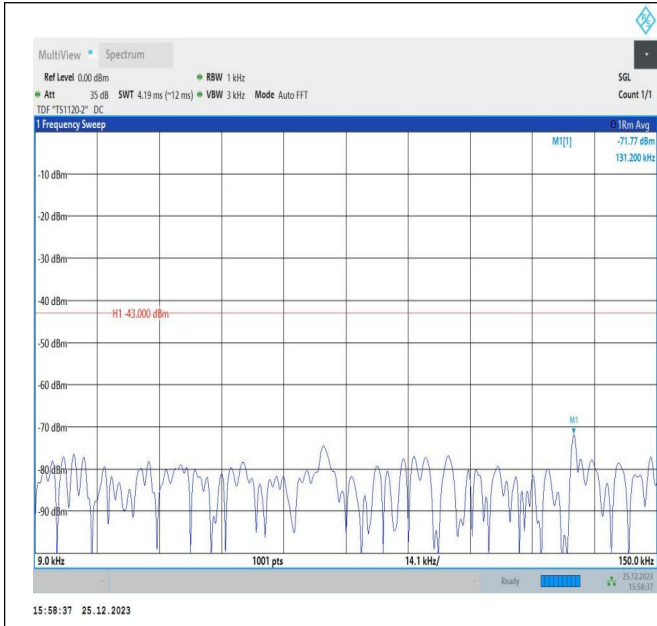 MultiView Spectrum
Ref Level 0.00 dBm RBW 1 kHz SGL
Att 35 dB SWT 4.19 ms (~12 ms) VBW 3 kHz Mode Auto FFT Count 1/1
TDF "TS1120-2" DC
1 Frequency Sweep 1Rm Avg
M1[1] -71.77 dBm
131.200 kHz
-10 dBm
-20 dBm
-30 dBm
-40 dBm
H1 -43.000 dBm
-50 dBm
-60 dBm
-70 dBm
M1
-80 dBm
-90 dBm
9.0 kHz 1001 pts 14.1 kHz/ 150.0 kHz
Ready 25.12.2023
15:58:37
15:58:37 25.12.2023